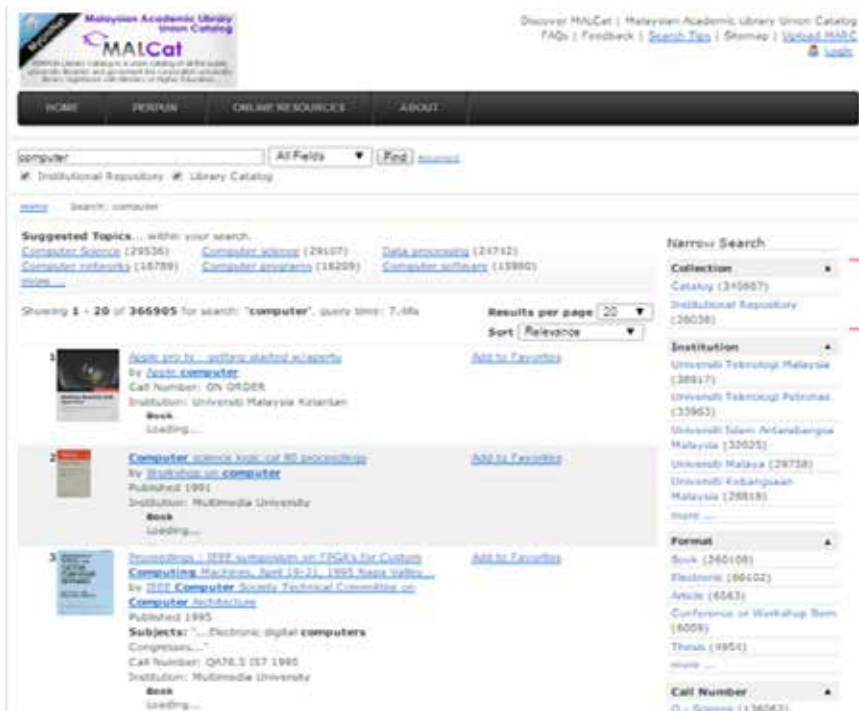 Malaysian Academic Library
Union Catalog
MALCat
Discover MALCat | Malaysian Academic Library Union Catalog
FAQs | Feedback | Search Tips | Sitemap | Upload MARC
Login
HOME PERPUN ONLINE RESOURCES ABOUT
computer All Fields Find Advanced
Institutional Repository Library Catalog
Home Search: computer
Suggested Topics... within your search.
Computer Science (29536) Computer science (29107) Data processing (24742)
Computer networks (16789) Computer programs (16209) Computer software (15980)
more ...
Showing 1 - 20 of 366905 for search: "computer", query time: 7.48s
Results per page 20
Sort Relevance
1
by Apple computer
Call Number: ON ORDER
Institution: Universiti Malaysia Kelantan
Book
Loading...
Add to Favorites
2
Computer science logic: csl 90 proceedings
by Workshop on computer
Published 1991
Institution: Multimedia University
Book
Loading...
Add to Favorites
3
Proceedings : IEEE symposium on FPGA's for Custom
Computing Machines, April 19-21, 1995 Napa Valley...
by IEEE Computer Society Technical Committee on
Computer Architecture
Published 1995
Subjects: "...Electronic digital computers
Congresses..."
Call Number: QA76.5 I57 1995
Institution: Multimedia University
Book
Loading...
Add to Favorites
Narrow Search
Collection
Catalog (340867)
Institutional Repository
(26038)
Institution
Universiti Teknologi Malaysia
(38617)
Universiti Teknologi Petronas
(33963)
Universiti Islam Antarabangsa
Malaysia (32025)
Universiti Malaya (29738)
Universiti Kebangsaan
Malaysia (28818)
more ...
Format
Book (260108)
Electronic (66102)
Article (6563)
Conference or Workshop Item
(6009)
Thesis (4954)
more ...
Call Number
Q - Science (136062)